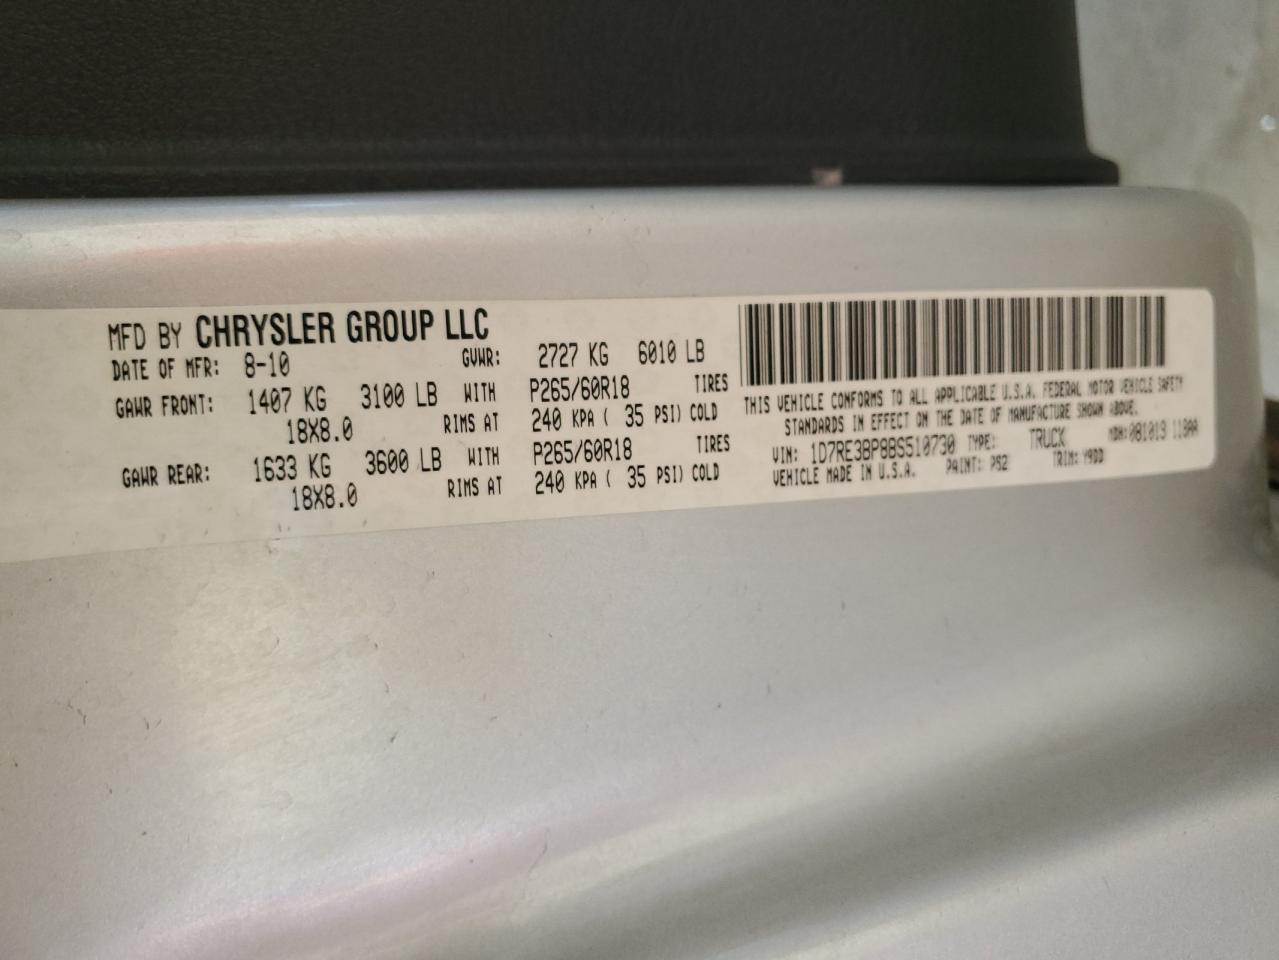 MFD BY CHRYSLER GROUP LLC
DATE OF MFR: 8-10 GVWR: 2727 KG 6010 LB
GAWR FRONT: 1407 KG 3100 LB WITH P265/60R18 TIRES
18X8.0 RIMS AT 240 KPA ( 35 PSI) COLD
GAWR REAR: 1633 KG 3600 LB WITH P265/60R18 TIRES
18X8.0 RIMS AT 240 KPA ( 35 PSI) COLD
THIS VEHICLE CONFORMS TO ALL APPLICABLE U.S.A. FEDERAL MOTOR VEHICLE SAFETY
STANDARDS IN EFFECT ON THE DATE OF MANUFACTURE SHOWN ABOVE.
VIN: 1D7RE3BP8BS510730 TYPE: TRUCK MDH: 081019
VEHICLE MADE IN U.S.A. PAINT: PS2 TRIM: